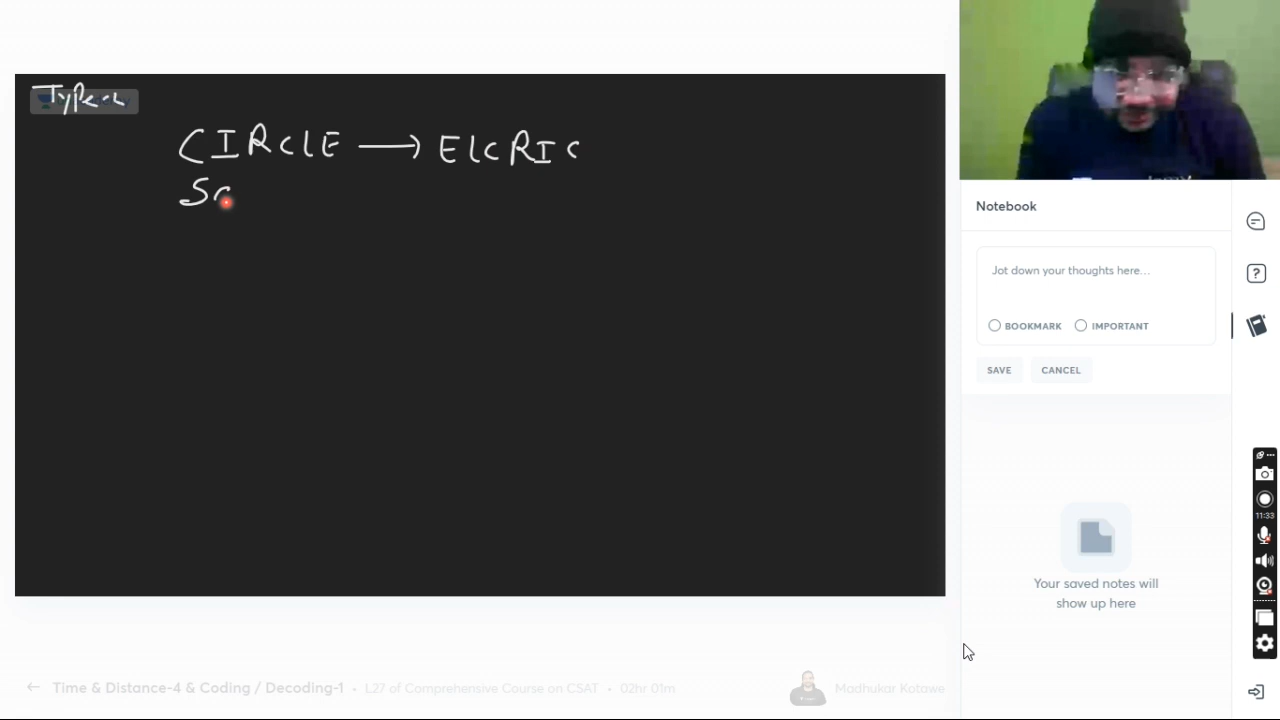 Type-1
CIRCLE → ELCRIC
Notebook
Jot down your thoughts here...
BOOKMARK IMPORTANT
SAVE CANCEL
11:33
Your saved notes will
show up here
← Time & Distance-4 & Coding / Decoding-1 • L27 of Comprehensive Course on CSAT • 02hr 01m
Madhukar Kotawe